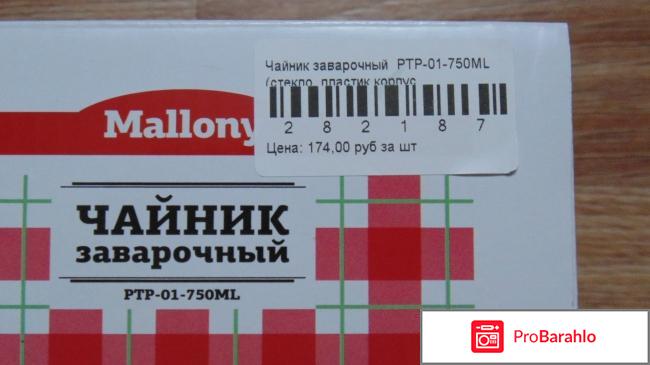 Чайник заварочный PTP-01-750ML
(стекло, пластик корпус
2 8 2 1 8 7
Цена: 174,00 руб за шт
Mallony
ЧАЙНИК
заварочный
PTP-01-750ML
ProBarahlo